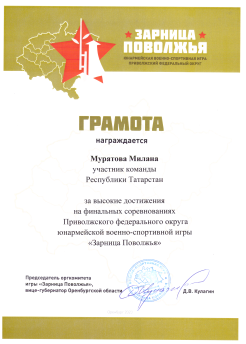 ЗАРНИЦА
ПОВОЛЖЬЯ
ЮНАРМЕЙСКАЯ ВОЕННО-СПОРТИВНАЯ ИГРА
ПРИВОЛЖСКИЙ ФЕДЕРАЛЬНЫЙ ОКРУГ
ГРАМОТА
награждается
Муратова Милана
участник команды
Республики Татарстан
за высокие достижения
на финальных соревнованиях
Приволжского федерального округа
юнармейской военно-спортивной игры
«Зарница Поволжья»
Председатель оргкомитета
игры «Зарница Поволжья»,
вице-губернатор Оренбургской области
Д.В. Кулагин